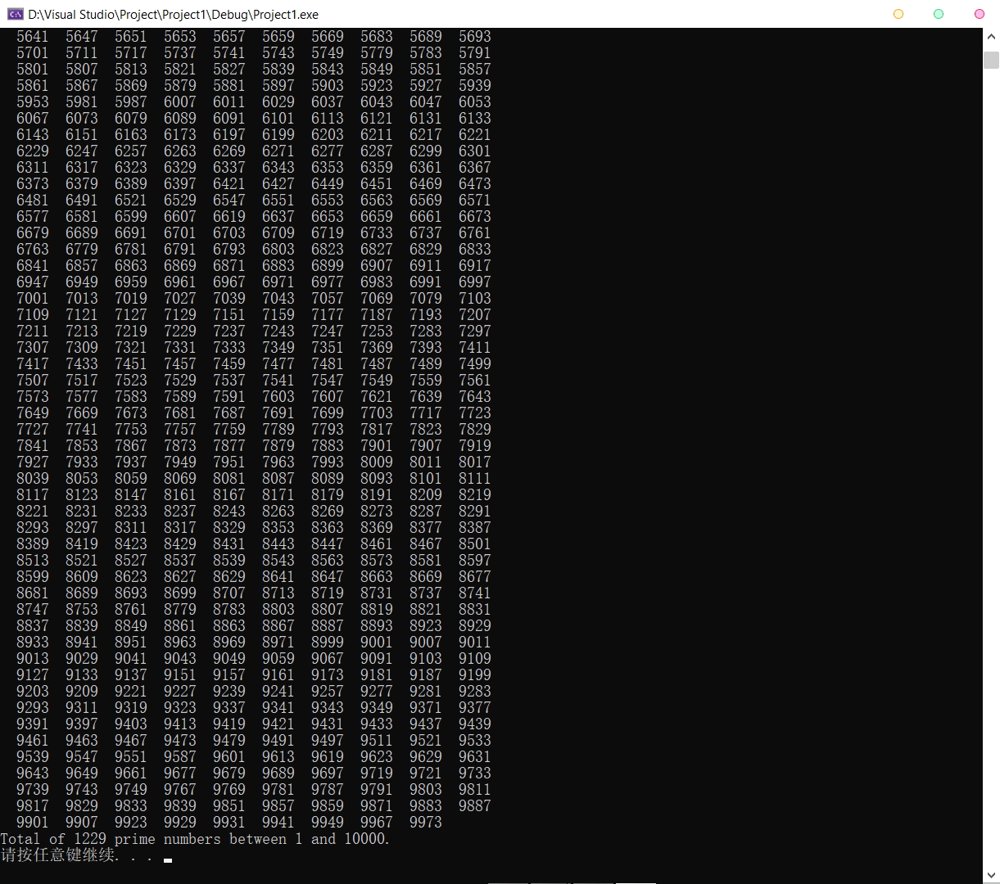 D:\Visual Studio\Project\Project1\Debug\Project1.exe
5641 5647 5651 5653 5657 5659 5669 5683 5689 5693
5701 5711 5717 5737 5741 5743 5749 5779 5783 5791
5801 5807 5813 5821 5827 5839 5843 5849 5851 5857
5861 5867 5869 5879 5881 5897 5903 5923 5927 5939
5953 5981 5987 6007 6011 6029 6037 6043 6047 6053
6067 6073 6079 6089 6091 6101 6113 6121 6131 6133
6143 6151 6163 6173 6197 6199 6203 6211 6217 6221
6229 6247 6257 6263 6269 6271 6277 6287 6299 6301
6311 6317 6323 6329 6337 6343 6353 6359 6361 6367
6373 6379 6389 6397 6421 6427 6449 6451 6469 6473
6481 6491 6521 6529 6547 6551 6553 6563 6569 6571
6577 6581 6599 6607 6619 6637 6653 6659 6661 6673
6679 6689 6691 6701 6703 6709 6719 6733 6737 6761
6763 6779 6781 6791 6793 6803 6823 6827 6829 6833
6841 6857 6863 6869 6871 6883 6899 6907 6911 6917
6947 6949 6959 6961 6967 6971 6977 6983 6991 6997
7001 7013 7019 7027 7039 7043 7057 7069 7079 7103
7109 7121 7127 7129 7151 7159 7177 7187 7193 7207
7211 7213 7219 7229 7237 7243 7247 7253 7283 7297
7307 7309 7321 7331 7333 7349 7351 7369 7393 7411
7417 7433 7451 7457 7459 7477 7481 7487 7489 7499
7507 7517 7523 7529 7537 7541 7547 7549 7559 7561
7573 7577 7583 7589 7591 7603 7607 7621 7639 7643
7649 7669 7673 7681 7687 7691 7699 7703 7717 7723
7727 7741 7753 7757 7759 7789 7793 7817 7823 7829
7841 7853 7867 7873 7877 7879 7883 7901 7907 7919
7927 7933 7937 7949 7951 7963 7993 8009 8011 8017
8039 8053 8059 8069 8081 8087 8089 8093 8101 8111
8117 8123 8147 8161 8167 8171 8179 8191 8209 8219
8221 8231 8233 8237 8243 8263 8269 8273 8287 8291
8293 8297 8311 8317 8329 8353 8363 8369 8377 8387
8389 8419 8423 8429 8431 8443 8447 8461 8467 8501
8513 8521 8527 8537 8539 8543 8563 8573 8581 8597
8599 8609 8623 8627 8629 8641 8647 8663 8669 8677
8681 8689 8693 8699 8707 8713 8719 8731 8737 8741
8747 8753 8761 8779 8783 8803 8807 8819 8821 8831
8837 8839 8849 8861 8863 8867 8887 8893 8923 8929
8933 8941 8951 8963 8969 8971 8999 9001 9007 9011
9013 9029 9041 9043 9049 9059 9067 9091 9103 9109
9127 9133 9137 9151 9157 9161 9173 9181 9187 9199
9203 9209 9221 9227 9239 9241 9257 9277 9281 9283
9293 9311 9319 9323 9337 9341 9343 9349 9371 9377
9391 9397 9403 9413 9419 9421 9431 9433 9437 9439
9461 9463 9467 9473 9479 9491 9497 9511 9521 9533
9539 9547 9551 9587 9601 9613 9619 9623 9629 9631
9643 9649 9661 9677 9679 9689 9697 9719 9721 9733
9739 9743 9749 9767 9769 9781 9787 9791 9803 9811
9817 9829 9833 9839 9851 9857 9859 9871 9883 9887
9901 9907 9923 9929 9931 9941 9949 9967 9973
Total of 1229 prime numbers between 1 and 10000.
请按任意键继续. . .